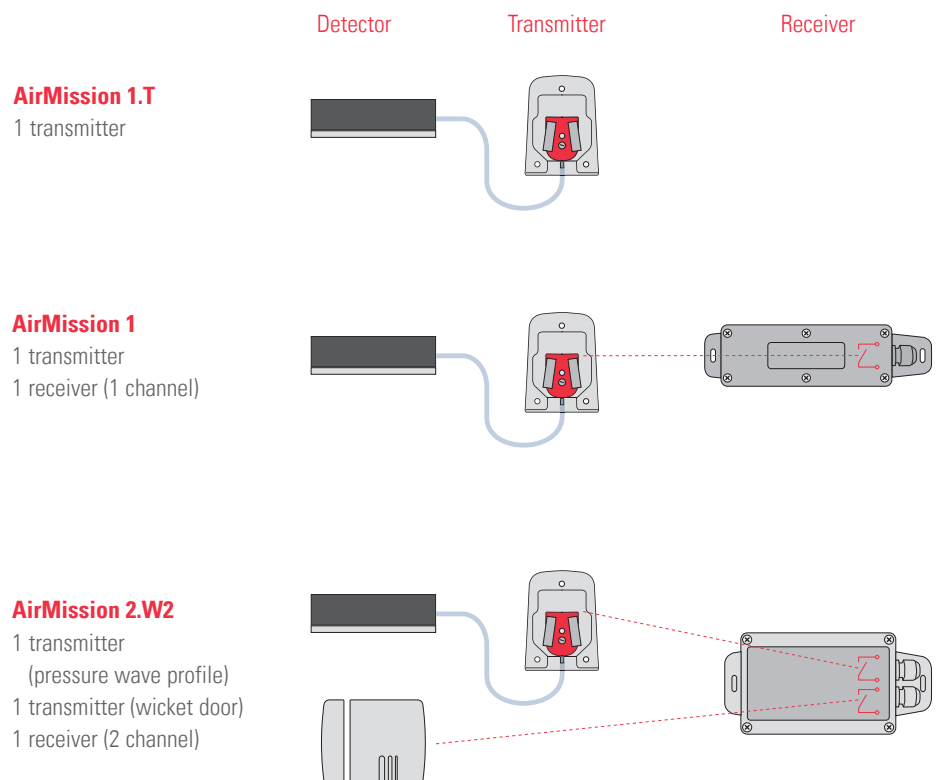 Detector Transmitter Receiver
AirMission 1.T
1 transmitter
AirMission 1
1 transmitter
1 receiver (1 channel)
AirMission 2.W2
1 transmitter
(pressure wave profile)
1 transmitter (wicket door)
1 receiver (2 channel)